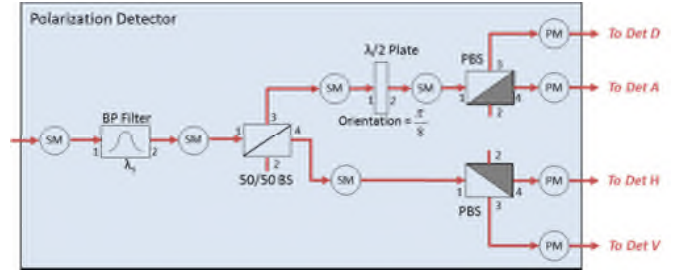 Polarization Detector
PM
To Det D
λ/2 Plate
PBS
3
SM
1
2
SM
1
4
PM
To Det A
2
Orientation = π/8
BP Filter
3
SM
1
2
SM
1
4
λs
2
50/50 BS
2
SM
1
4
PM
To Det H
3
PBS
PM
To Det V